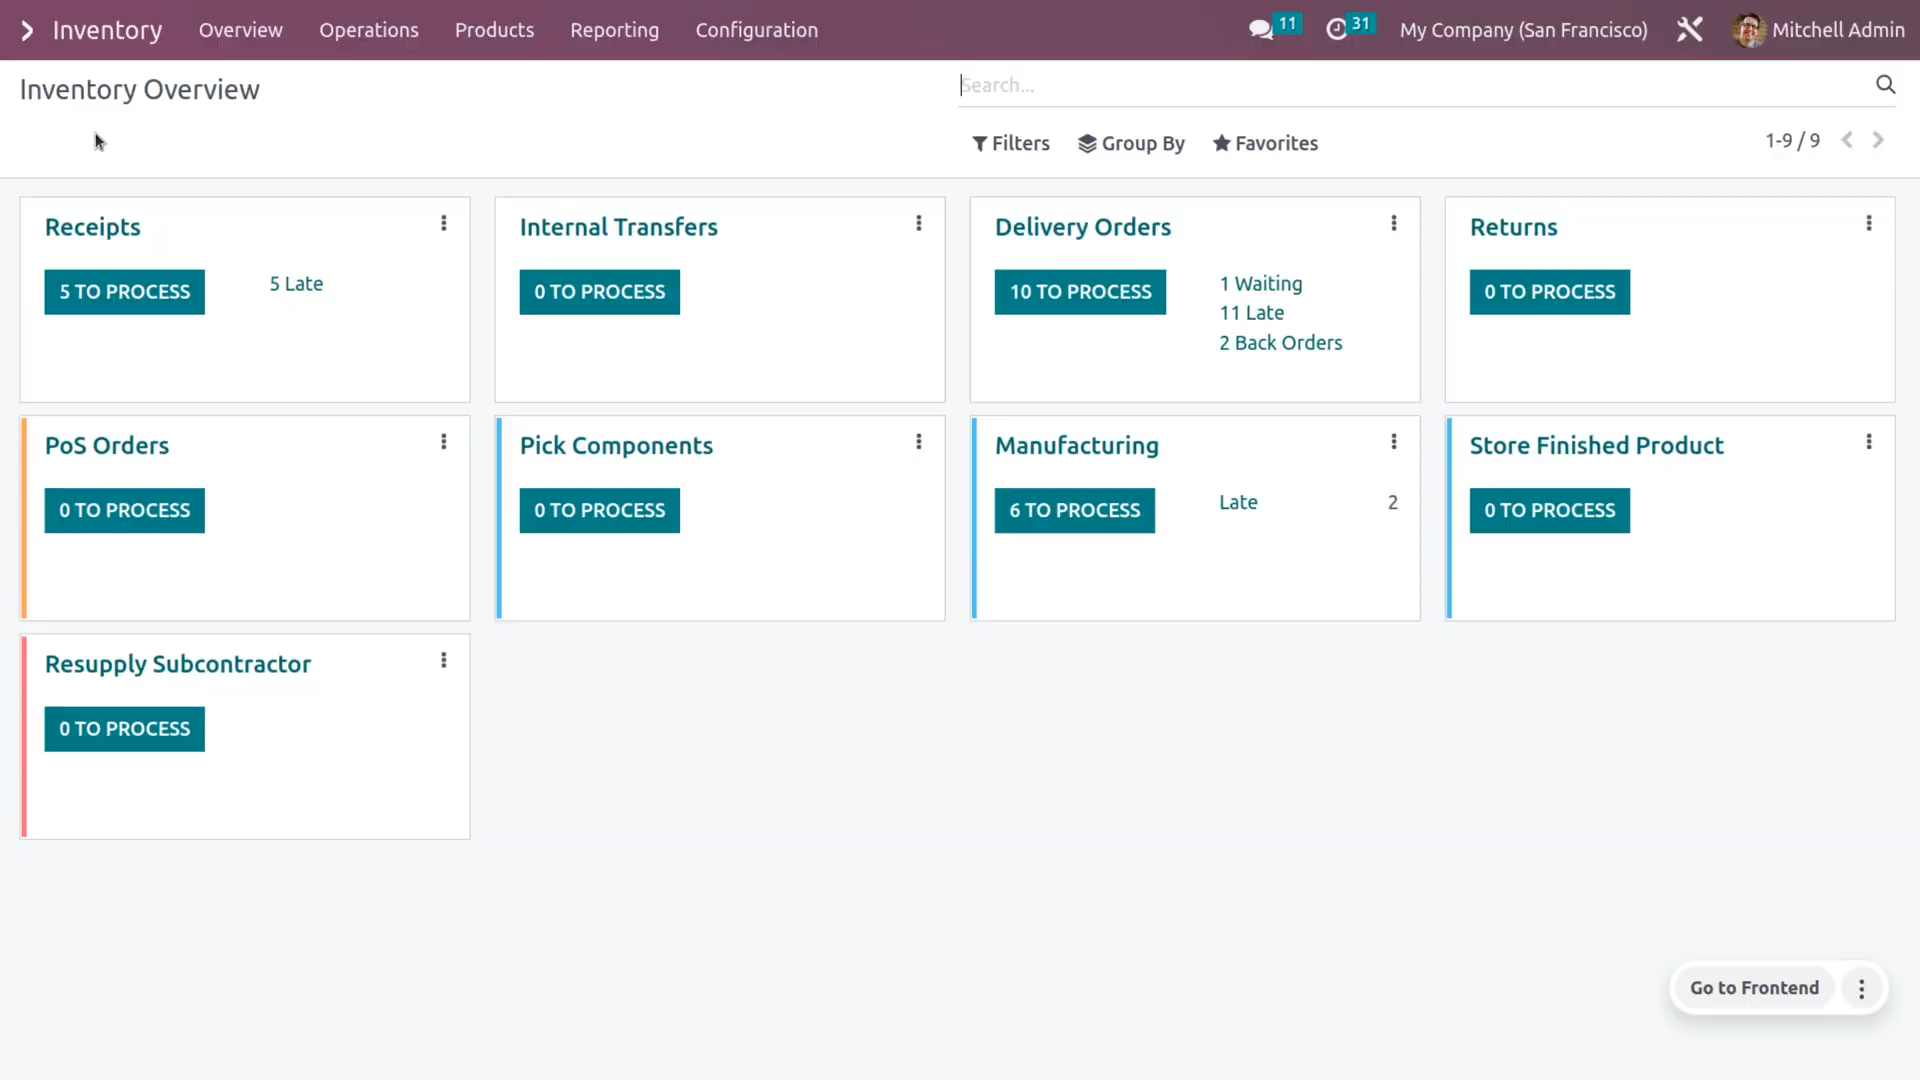 Inventory Overview Operations Products Reporting Configuration 11 31 My Company (San Francisco) Mitchell Admin
Inventory Overview
Search...
Filters Group By Favorites 1-9 / 9
Receipts
5 TO PROCESS
5 Late
Internal Transfers
0 TO PROCESS
Delivery Orders
10 TO PROCESS
1 Waiting
11 Late
2 Back Orders
Returns
0 TO PROCESS
PoS Orders
0 TO PROCESS
Pick Components
0 TO PROCESS
Manufacturing
6 TO PROCESS
Late 2
Store Finished Product
0 TO PROCESS
Resupply Subcontractor
0 TO PROCESS
Go to Frontend